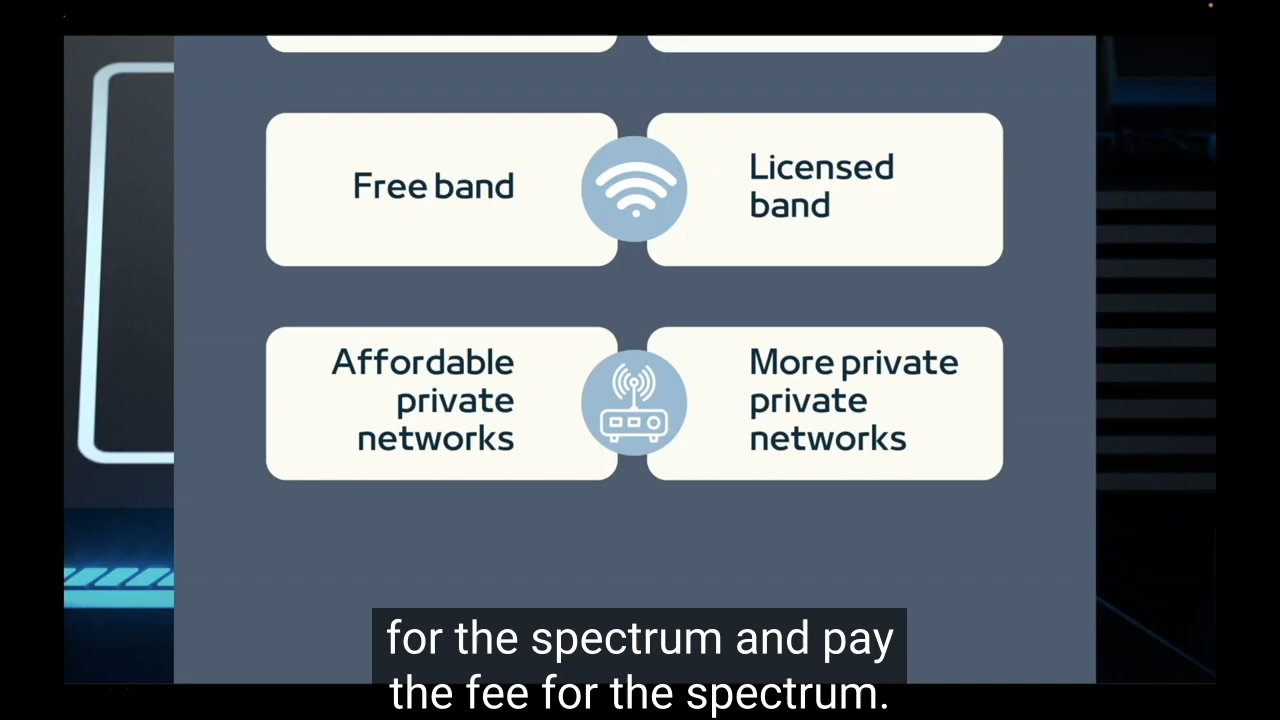 Free band
Licensed
band
Affordable
private
networks
More private
private
networks
for the spectrum and pay
the fee for the spectrum.